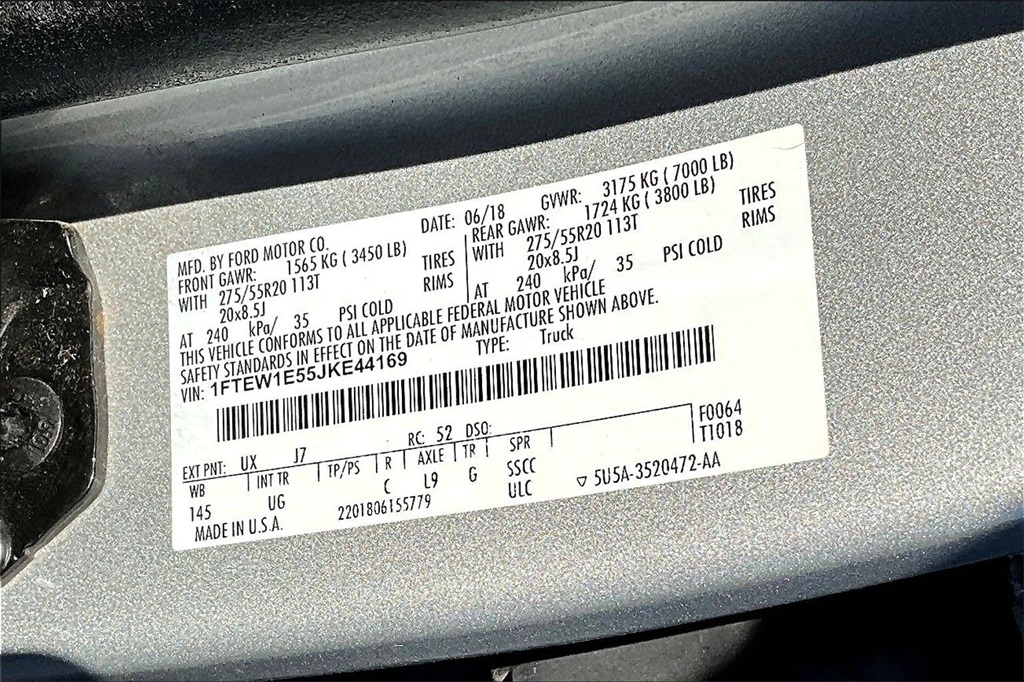 MFD. BY FORD MOTOR CO.
DATE: 06/18
GVWR: 3175 KG ( 7000 LB)
FRONT GAWR: 1565 KG ( 3450 LB)
WITH 275/55R20 113T TIRES
20x8.5J RIMS
AT 240 kPa/ 35 PSI COLD
REAR GAWR: 1724 KG ( 3800 LB)
WITH 275/55R20 113T TIRES
20x8.5J RIMS
AT 240 kPa/ 35 PSI COLD
THIS VEHICLE CONFORMS TO ALL APPLICABLE FEDERAL MOTOR VEHICLE
SAFETY STANDARDS IN EFFECT ON THE DATE OF MANUFACTURE SHOWN ABOVE.
VIN: 1FTEW1E55JKE44169 TYPE: Truck
F0064
T1018
EXT PNT: UX J7 RC: 52 DSO:
WB INT TR TP/PS R AXLE TR SPR
145 UG C L9 G SSCC
ULC
MADE IN U.S.A. 2201806155779
▽ 5U5A-3520472-AA